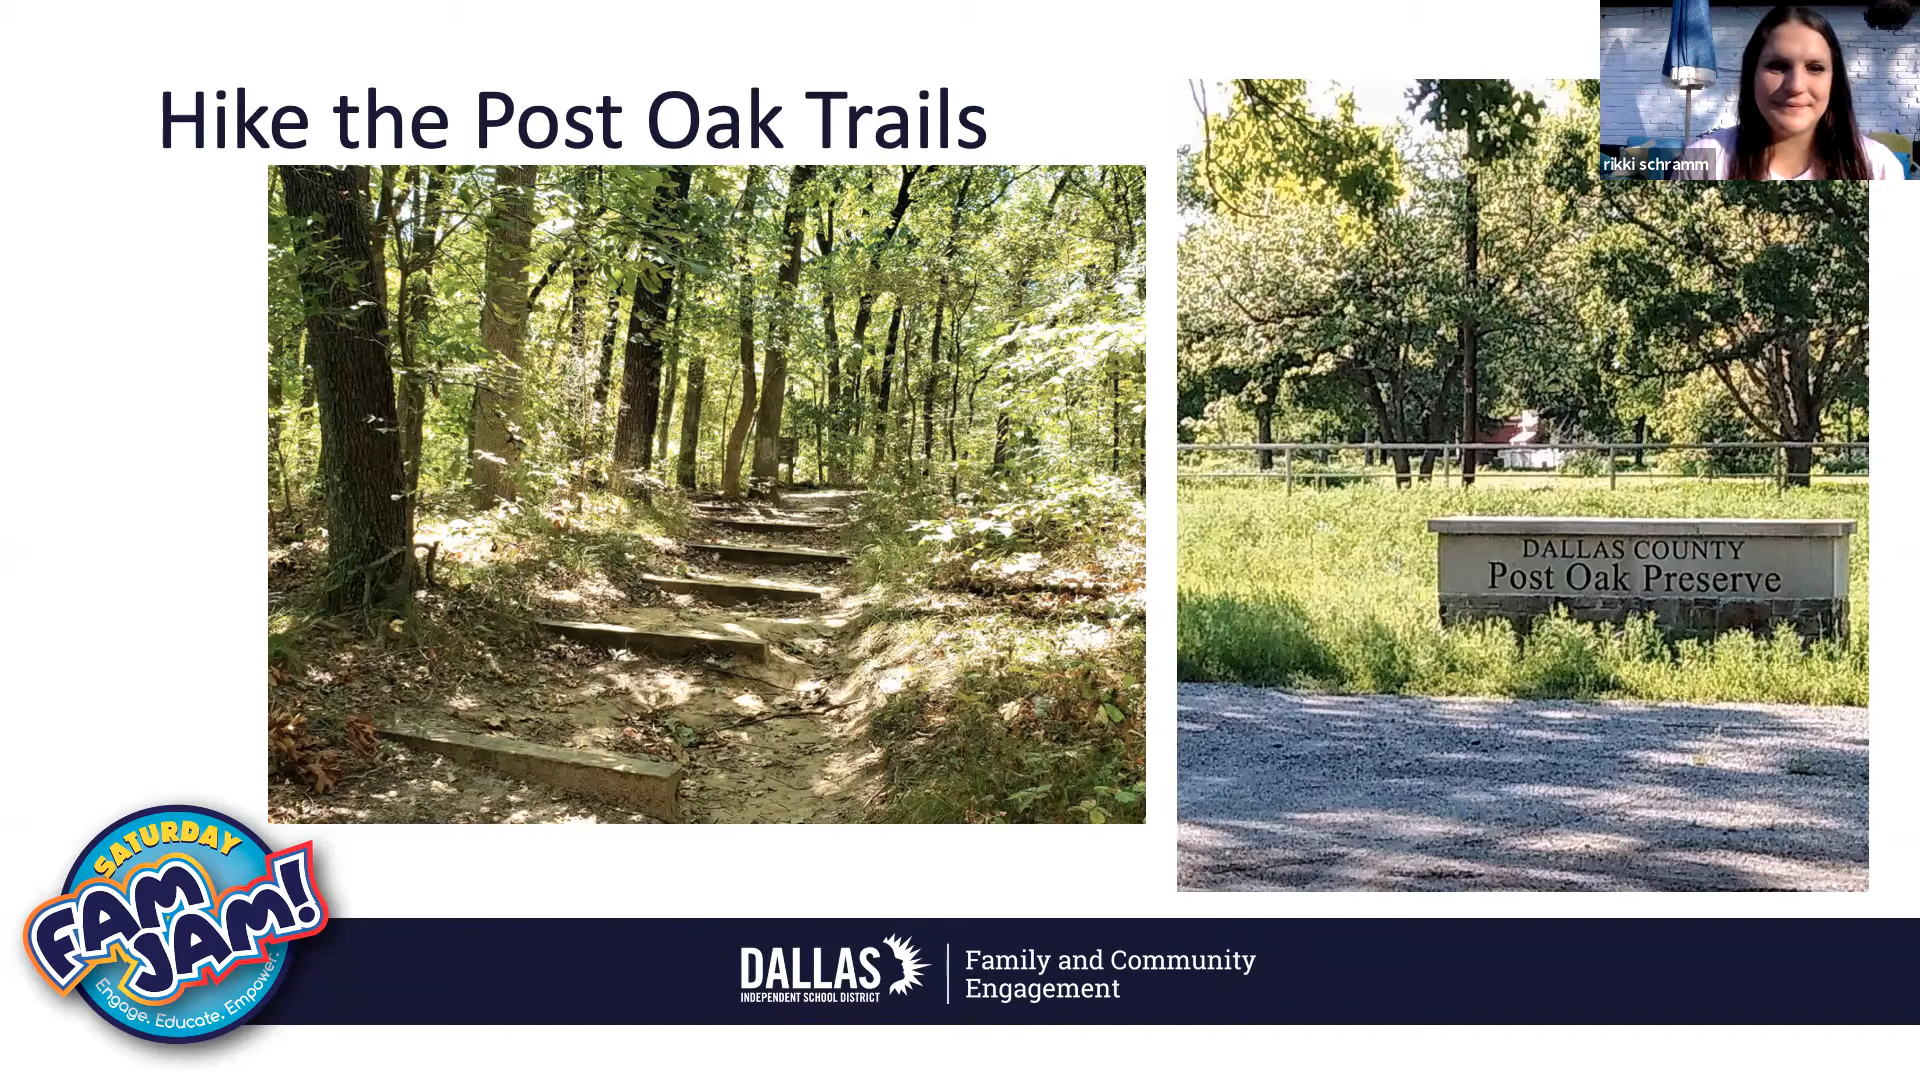 Hike the Post Oak Trails
rikki schramm
DALLAS COUNTY
Post Oak Preserve
SATURDAY
FAM
JAM!
Engage. Educate. Empower.
DALLAS
INDEPENDENT SCHOOL DISTRICT
Family and Community
Engagement